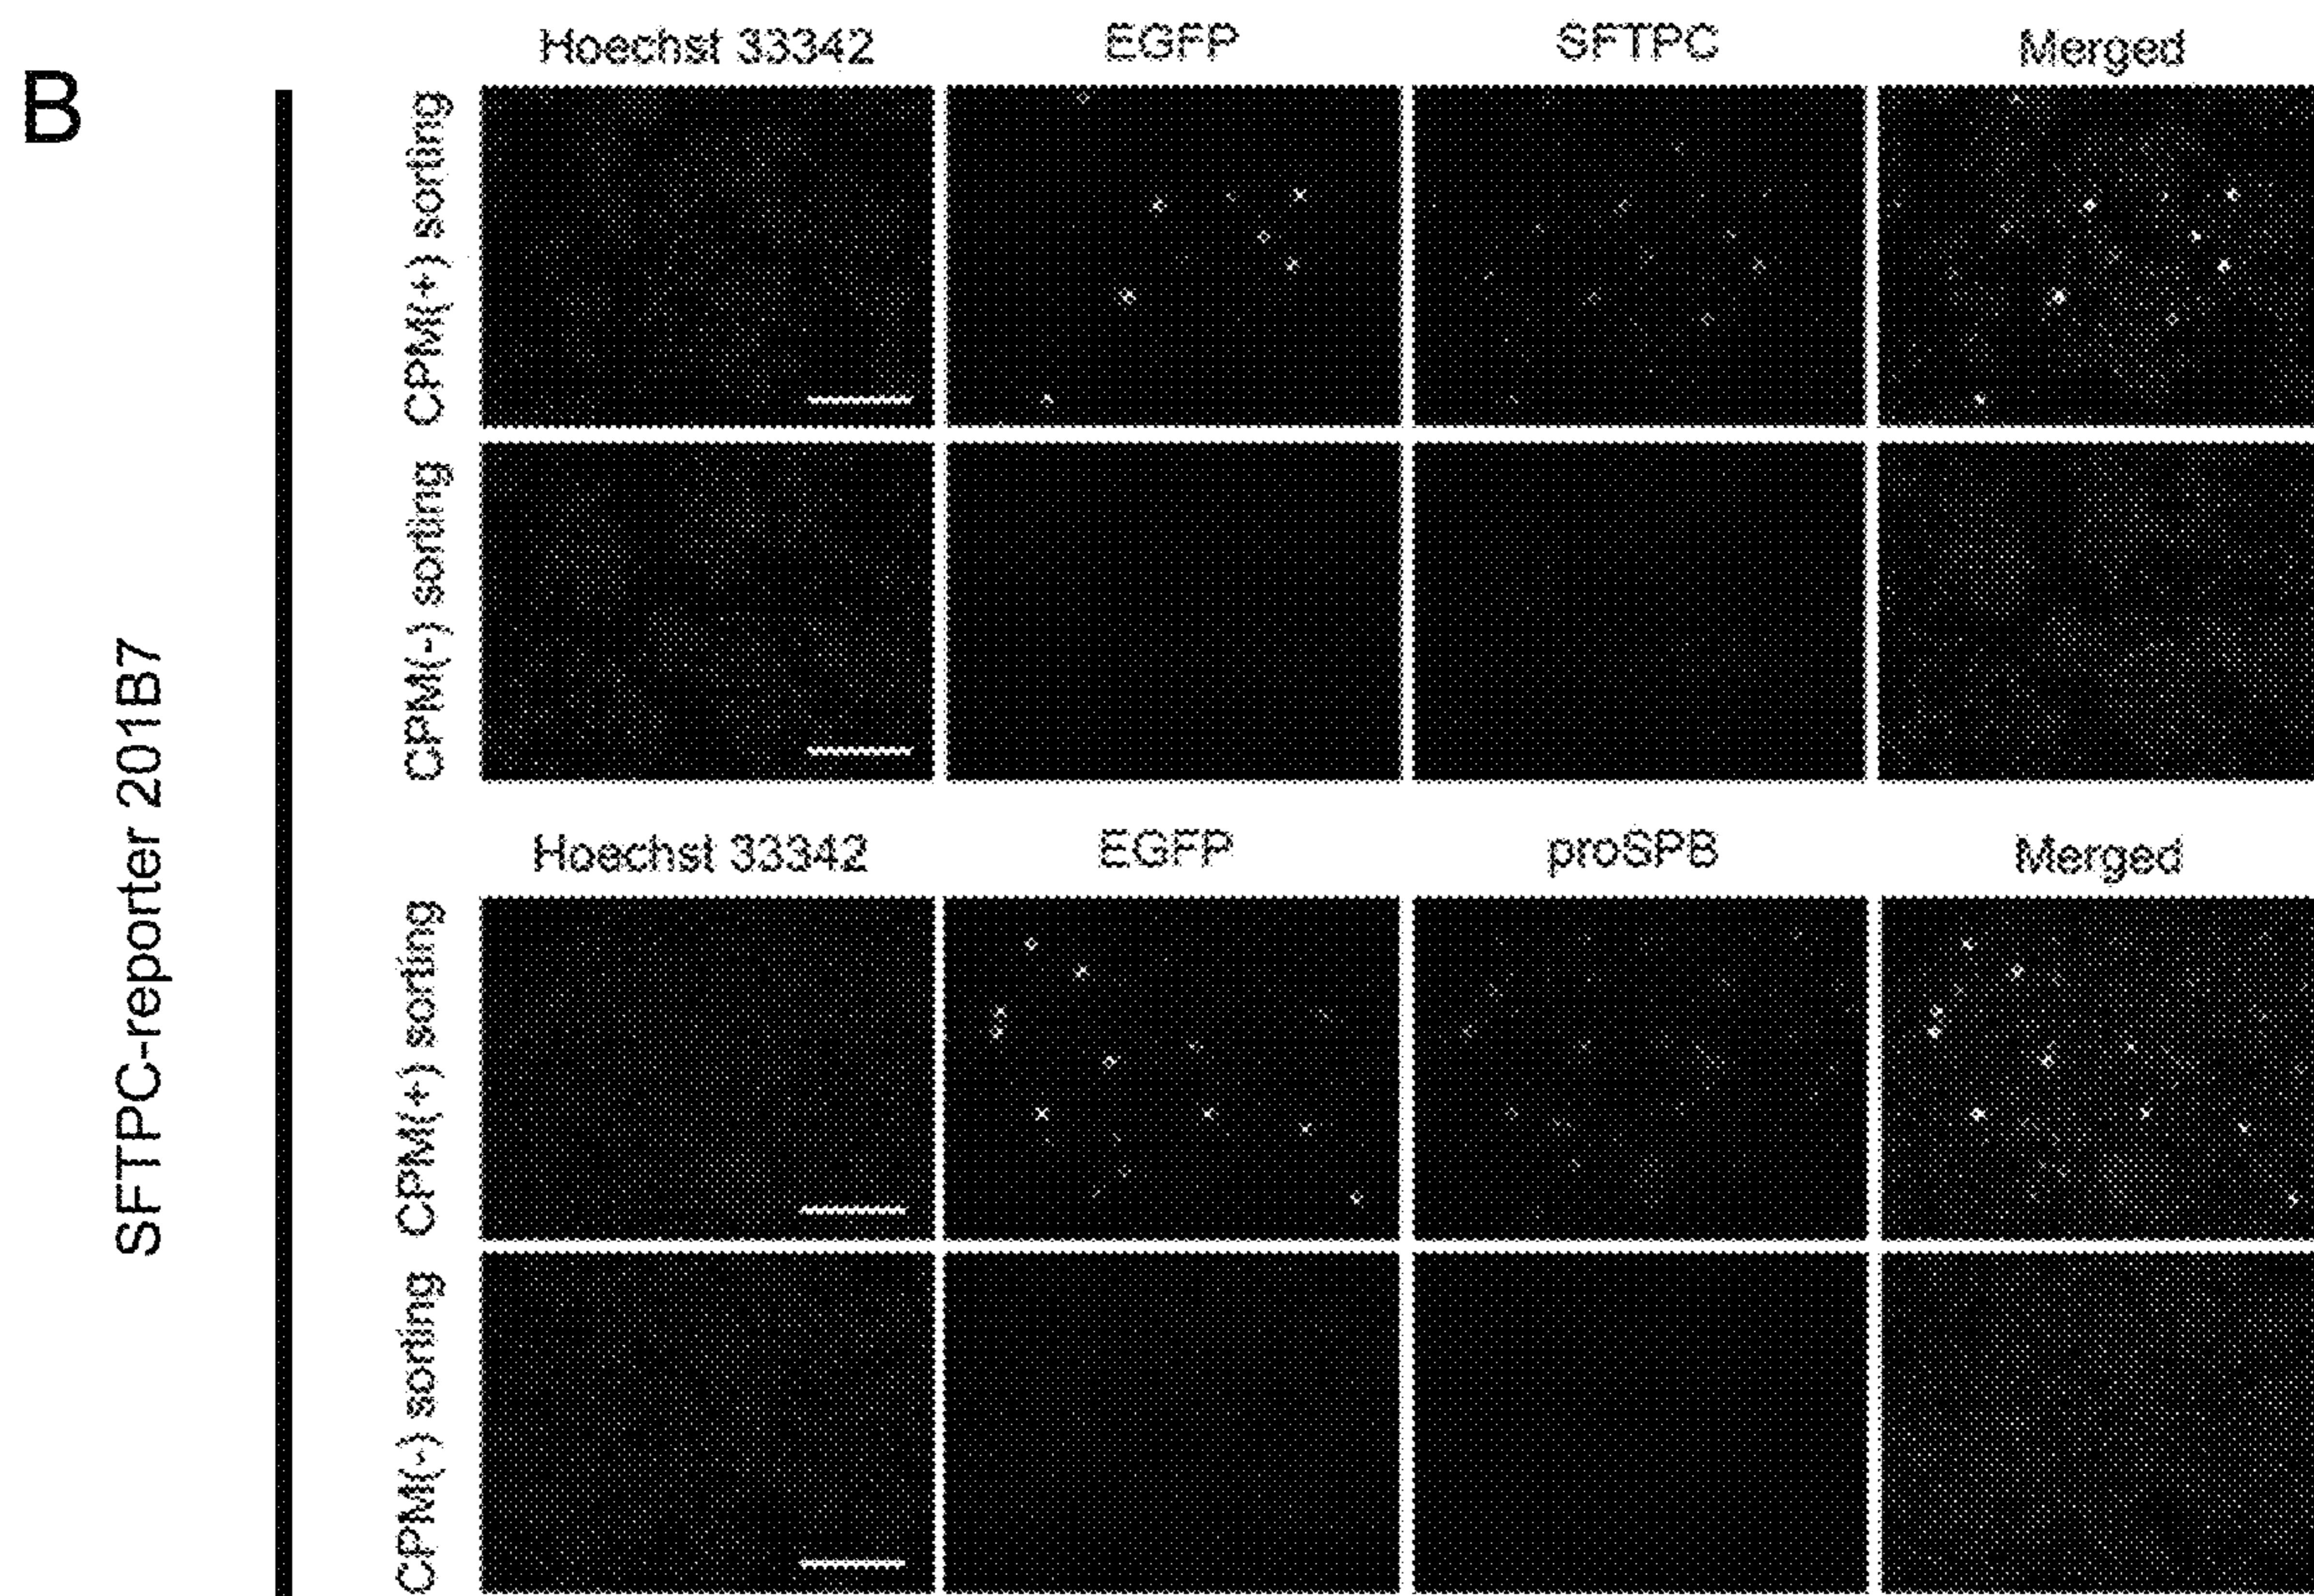 B
SFTPC-reporter 201B7
Hoechst 33342 EGFP SFTPC Merged
CPM(+) sorting
CPM(-) sorting
Hoechst 33342 EGFP proSPB Merged
CPM(+) sorting
CPM(-) sorting